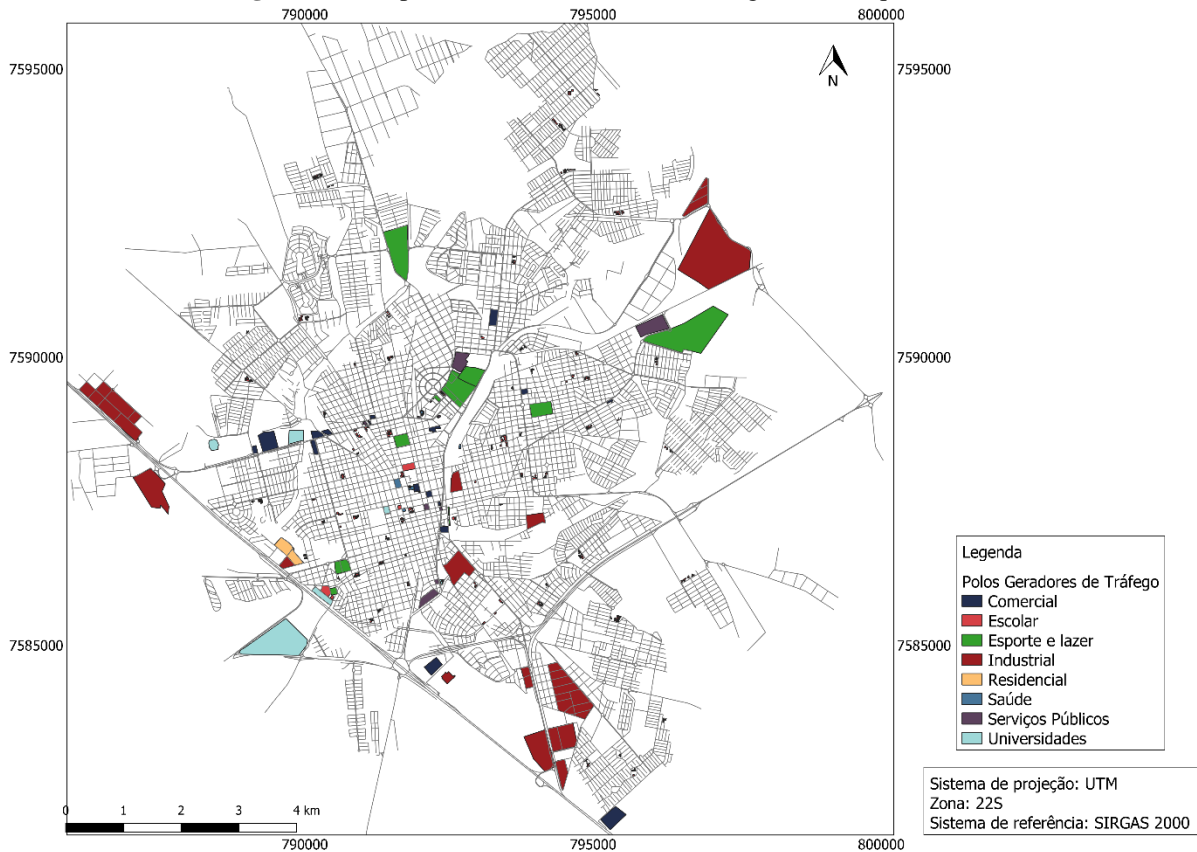 790000 795000 800000
7595000 7595000
N
7590000 7590000
7585000 7585000
Legenda
Polos Geradores de Tráfego
Comercial
Escolar
Esporte e lazer
Industrial
Residencial
Saúde
Serviços Públicos
Universidades
Sistema de projeção: UTM
Zona: 22S
Sistema de referência: SIRGAS 2000
0 1 2 3 4 km
790000 795000 800000